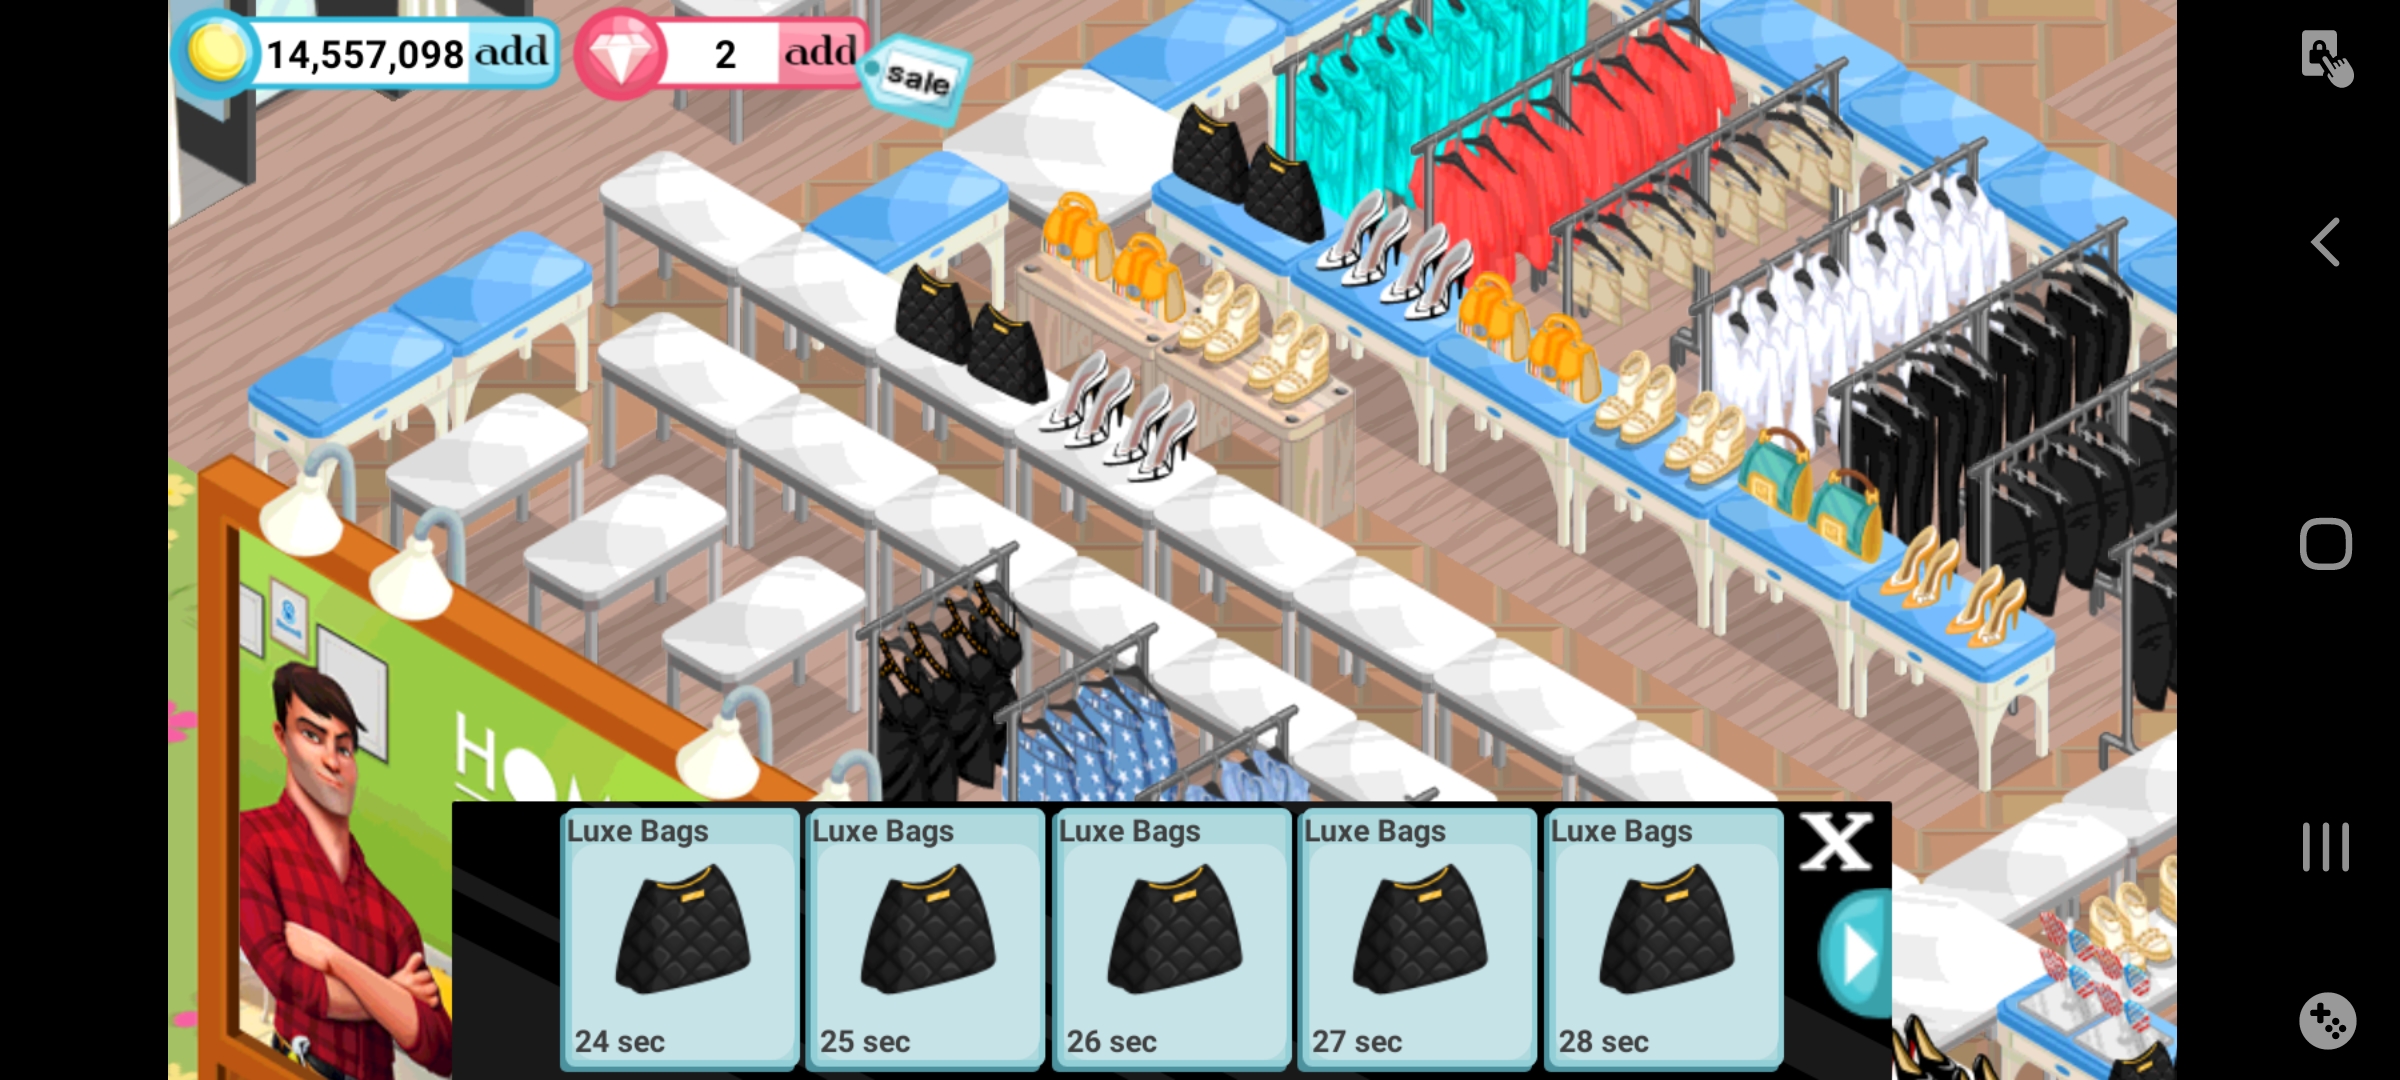 14,557,098 add
2 add
sale
Luxe Bags
24 sec
Luxe Bags
25 sec
Luxe Bags
26 sec
Luxe Bags
27 sec
Luxe Bags
28 sec
X